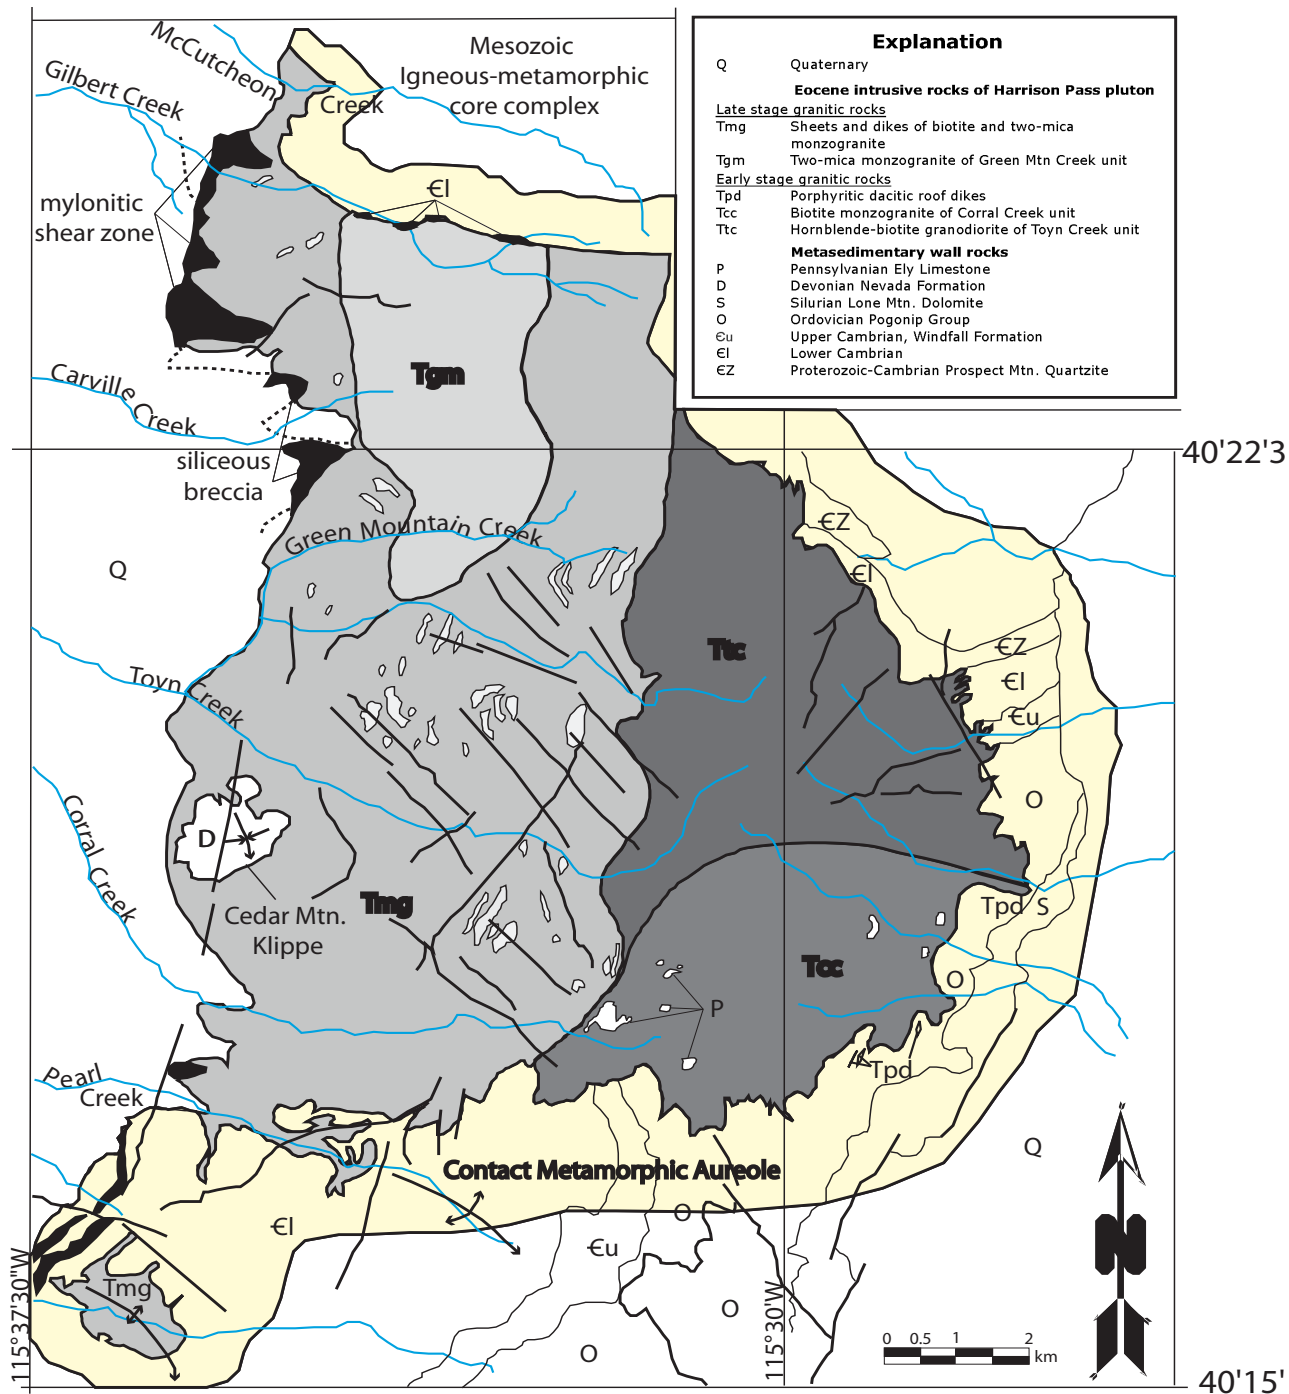 McCutcheon
Creek
Gilbert Creek
Mesozoic
Igneous-metamorphic
core complex
Explanation
Q Quaternary
Eocene intrusive rocks of Harrison Pass pluton
Late stage granitic rocks
Tmg Sheets and dikes of biotite and two-mica
monzogranite
Tgm Two-mica monzogranite of Green Mtn Creek unit
Early stage granitic rocks
Tpd Porphyritic dacitic roof dikes
Tcc Biotite monzogranite of Corral Creek unit
Ttc Hornblende-biotite granodiorite of Toyn Creek unit
Metasedimentary wall rocks
P Pennsylvanian Ely Limestone
D Devonian Nevada Formation
S Silurian Lone Mtn. Dolomite
O Ordovician Pogonip Group
Єu Upper Cambrian, Windfall Formation
Єl Lower Cambrian
ЄZ Proterozoic-Cambrian Prospect Mtn. Quartzite
Єl
mylonitic
shear zone
Tgm
Carville
Creek
siliceous
breccia
40'22'3
Green Mountain Creek
ЄZ
Єl
Q
Ttc
ЄZ
Єl
Єu
Toyn Creek
O
Corral Creek
D
Cedar Mtn.
Klippe
Tmg
Tpd S
Tcc
O
P
Pearl
Creek
Tpd
Q
Contact Metamorphic Aureole
O
Єl
Єu
Tmg
O
O
N
115°37'30"W
115°30'W
0 0.5 1 2
km
40'15'